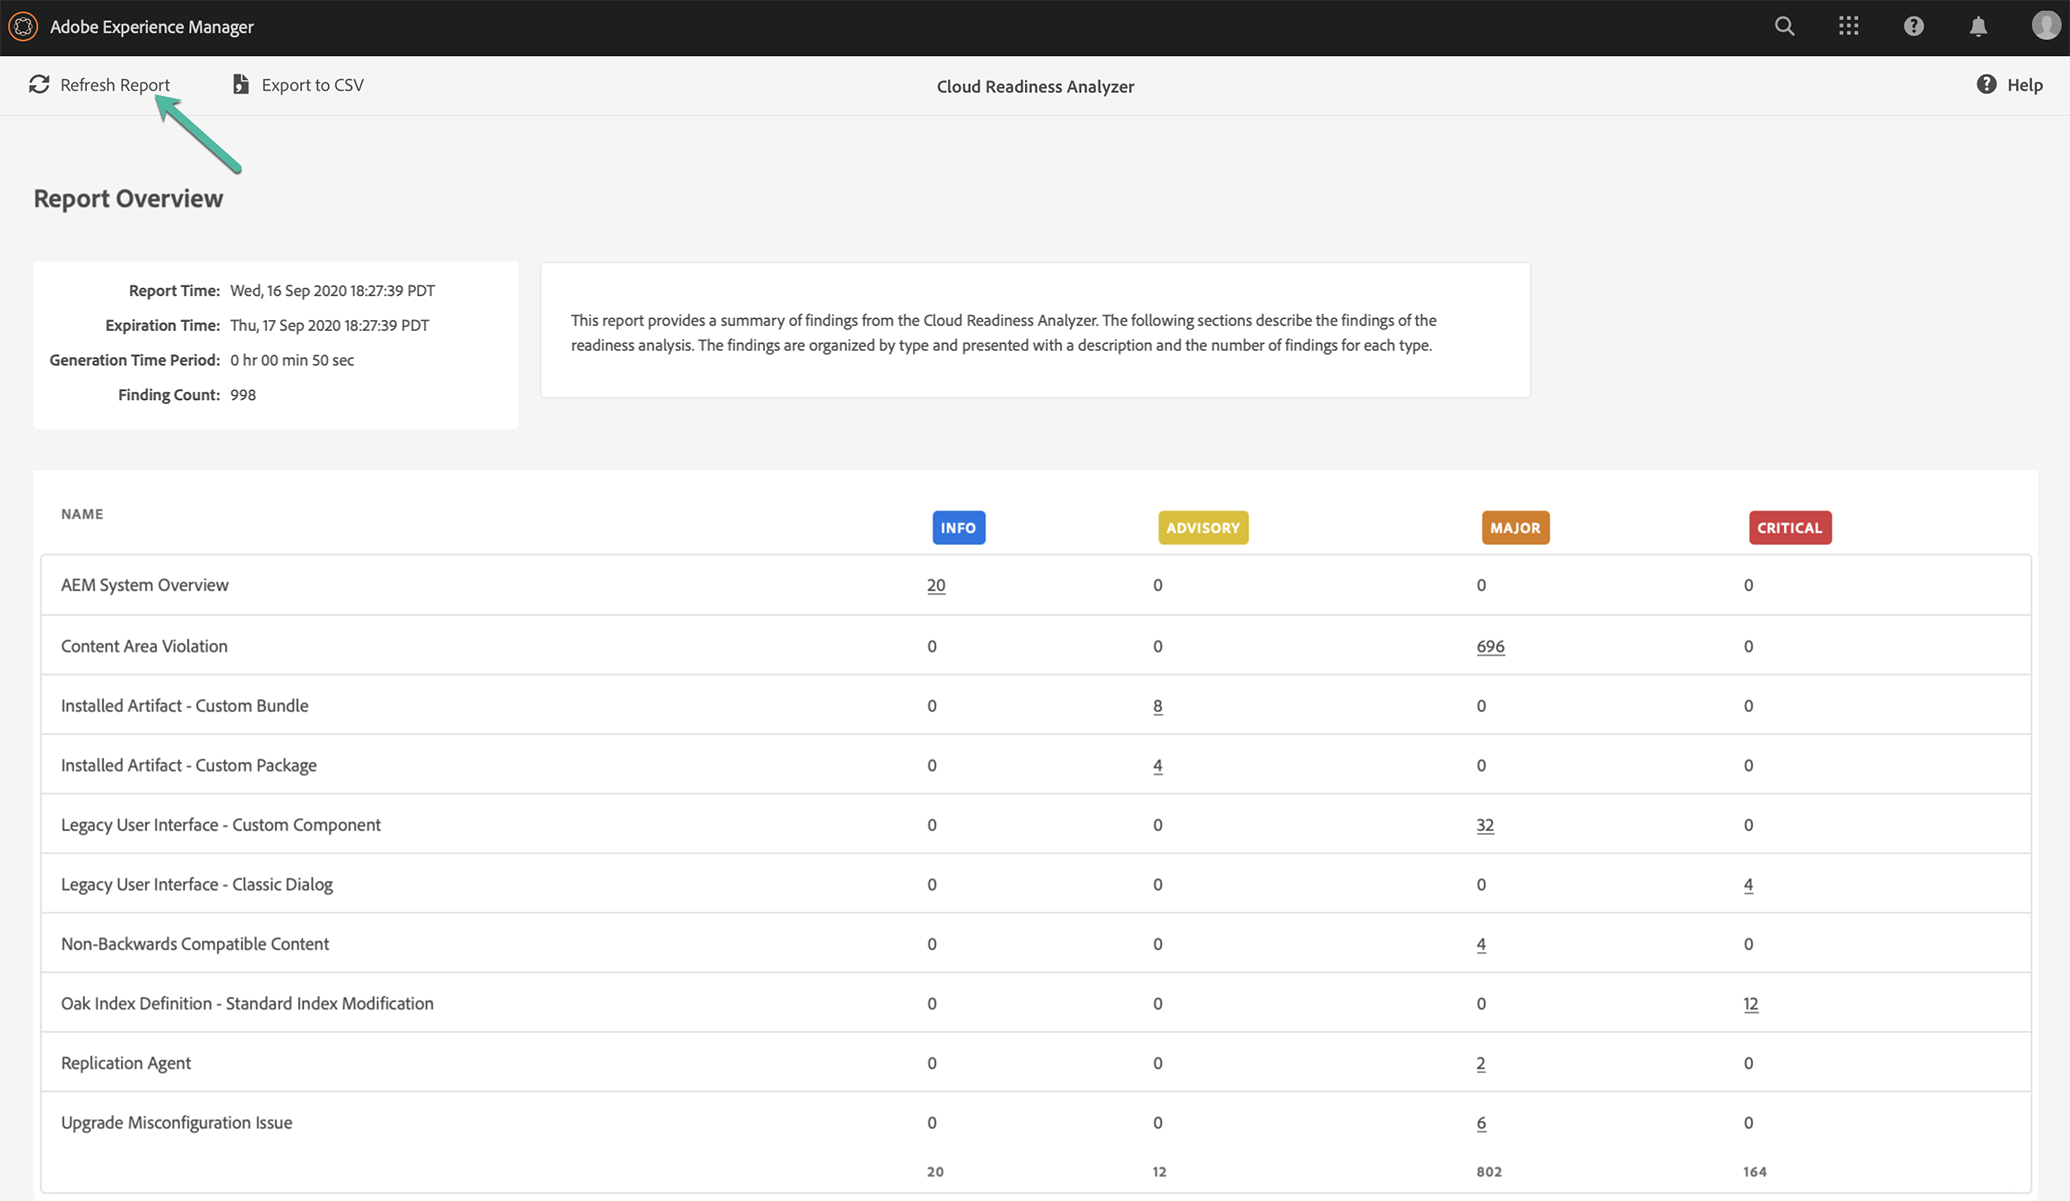 Adobe Experience Manager
Refresh Report Export to CSV Cloud Readiness Analyzer Help
Report Overview
Report Time: Wed, 16 Sep 2020 18:27:39 PDT
Expiration Time: Thu, 17 Sep 2020 18:27:39 PDT
Generation Time Period: 0 hr 00 min 50 sec
Finding Count: 998
This report provides a summary of findings from the Cloud Readiness Analyzer. The following sections describe the findings of the
readiness analysis. The findings are organized by type and presented with a description and the number of findings for each type.
NAME INFO ADVISORY MAJOR CRITICAL
AEM System Overview 20 0 0 0
Content Area Violation 0 0 696 0
Installed Artifact - Custom Bundle 0 8 0 0
Installed Artifact - Custom Package 0 4 0 0
Legacy User Interface - Custom Component 0 0 32 0
Legacy User Interface - Classic Dialog 0 0 0 4
Non-Backwards Compatible Content 0 0 4 0
Oak Index Definition - Standard Index Modification 0 0 0 12
Replication Agent 0 0 2 0
Upgrade Misconfiguration Issue 0 0 6 0
20 12 802 164